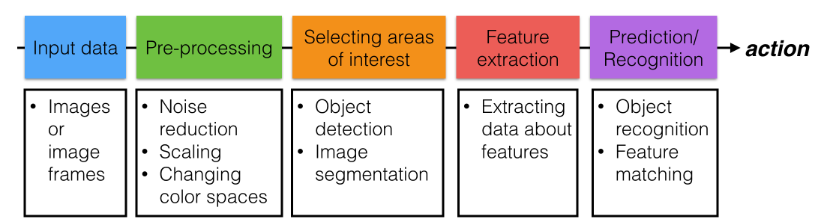 Input data
Pre-processing
Selecting areas
of interest
Feature
extraction
Prediction/
Recognition
action
• Images
or
image
frames
• Noise
reduction
• Scaling
• Changing
color spaces
• Object
detection
• Image
segmentation
• Extracting
data about
features
• Object
recognition
• Feature
matching